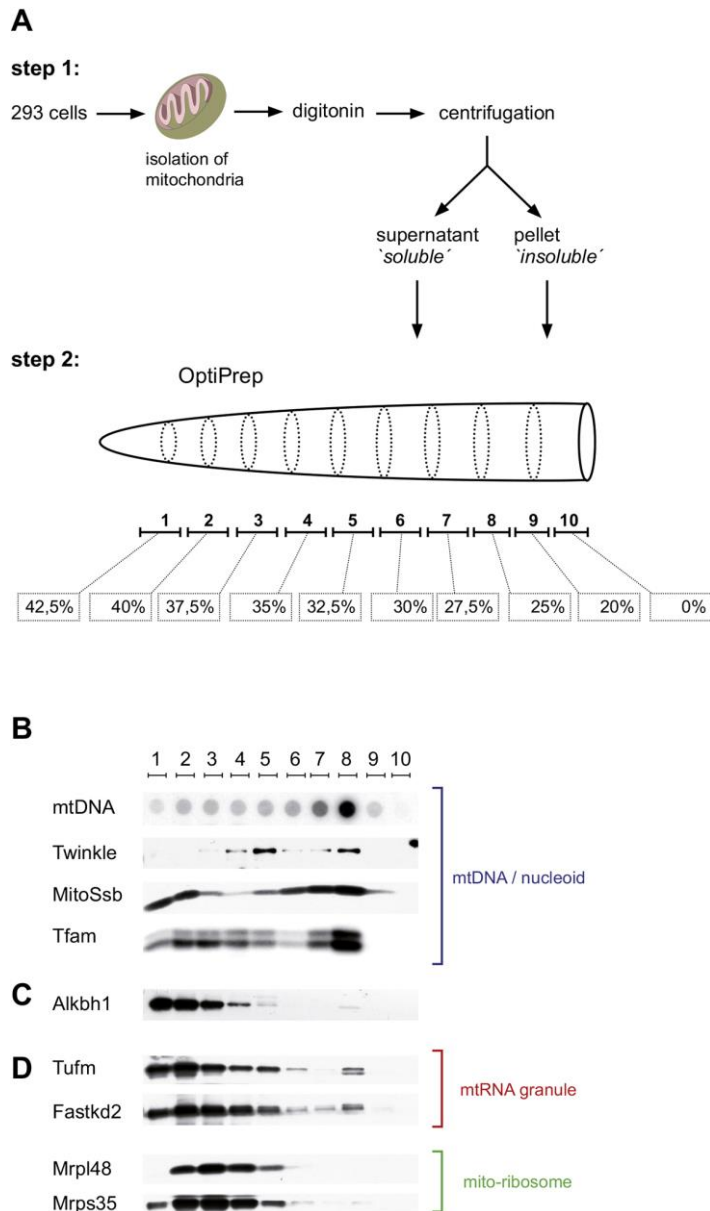 A
step 1:
293 cells
isolation of
mitochondria
digitonin
centrifugation
supernatant
`soluble´
pellet
`insoluble´
step 2:
OptiPrep
1 2 3 4 5 6 7 8 9 10
42,5% 40% 37,5% 35% 32,5% 30% 27,5% 25% 20% 0%
B
1 2 3 4 5 6 7 8 9 10
mtDNA
Twinkle
MitoSsb
Tfam
mtDNA / nucleoid
C
Alkbh1
D
Tufm
Fastkd2
mtRNA granule
Mrpl48
Mrps35
mito-ribosome